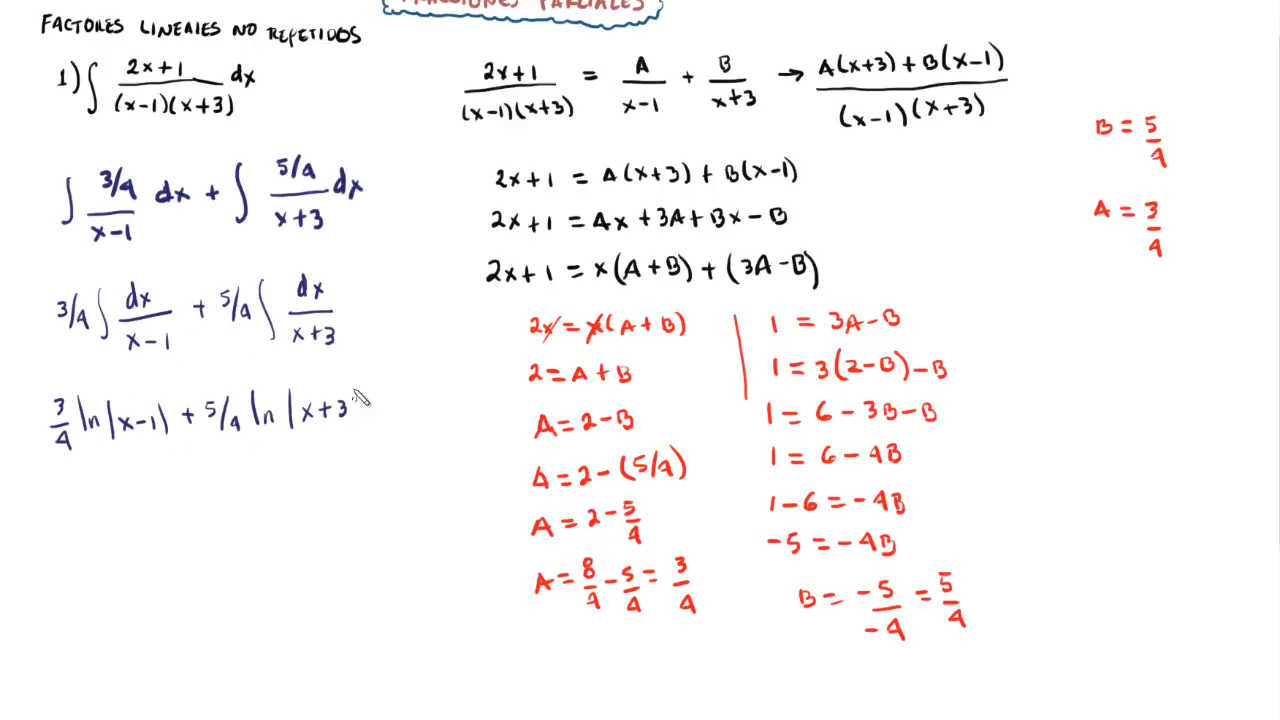 FRACCIONES PARCIALES
FACTORES LINEALES NO REPETIDOS
1) ∫ (2x+1)/((x-1)(x+3)) dx
∫ (3/4)/(x-1) dx + ∫ (5/4)/(x+3) dx
3/4 ∫ dx/(x-1) + 5/4 ∫ dx/(x+3)
3/4 ln|x-1| + 5/4 ln|x+3
(2x+1)/((x-1)(x+3)) = A/(x-1) + B/(x+3) → (A(x+3)+B(x-1))/((x-1)(x+3))
2x+1 = A(x+3) + B(x-1)
2x+1 = Ax + 3A + Bx - B
2x+1 = x(A+B) + (3A-B)
2x = x(A+B)
2 = A+B
A = 2-B
A = 2-(5/4)
A = 2 - 5/4
A = 8/4 - 5/4 = 3/4
1 = 3A-B
1 = 3(2-B)-B
1 = 6-3B-B
1 = 6-4B
1-6 = -4B
-5 = -4B
B = -5/-4 = 5/4
B = 5/4
A = 3/4